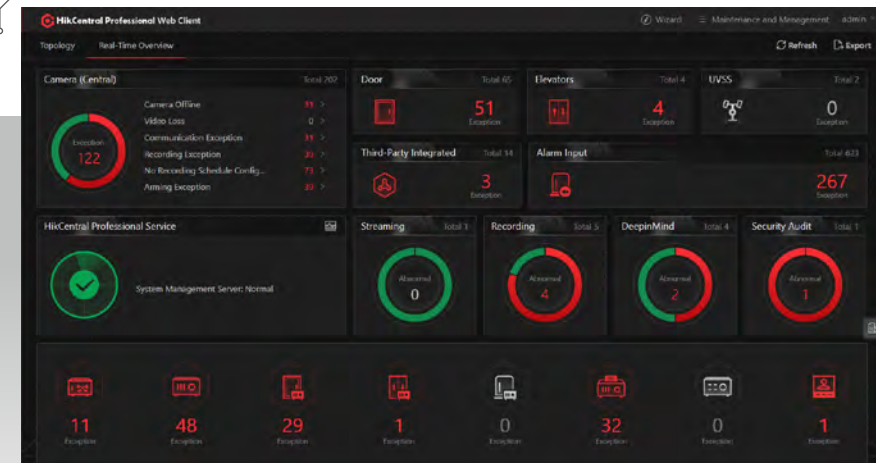 HikCentral Professional Web Client
Wizard
Maintenance and Management
admin
Topology
Real-Time Overview
Refresh
Export
Camera (Central)
Total 202
Exception
122
Camera Offline
Video Loss
0 >
Communication Exception
Recording Exception
No Recording Schedule Config...
73 >
Arming Exception
Door
Total 65
51
Exception
Elevators
Total 4
4
Exception
UVSS
Total 2
0
Exception
Third-Party Integrated
Total 14
3
Exception
Alarm Input
Total 623
267
Exception
HikCentral Professional Service
System Management Server: Normal
Streaming
Total 1
Abnormal
0
Recording
Total 5
Abnormal
4
DeepinMind
Total 4
Abnormal
2
Security Audit
Total 1
Abnormal
1
11
Exception
48
Exception
29
Exception
1
Exception
0
Exception
32
Exception
0
Exception
1
Exception